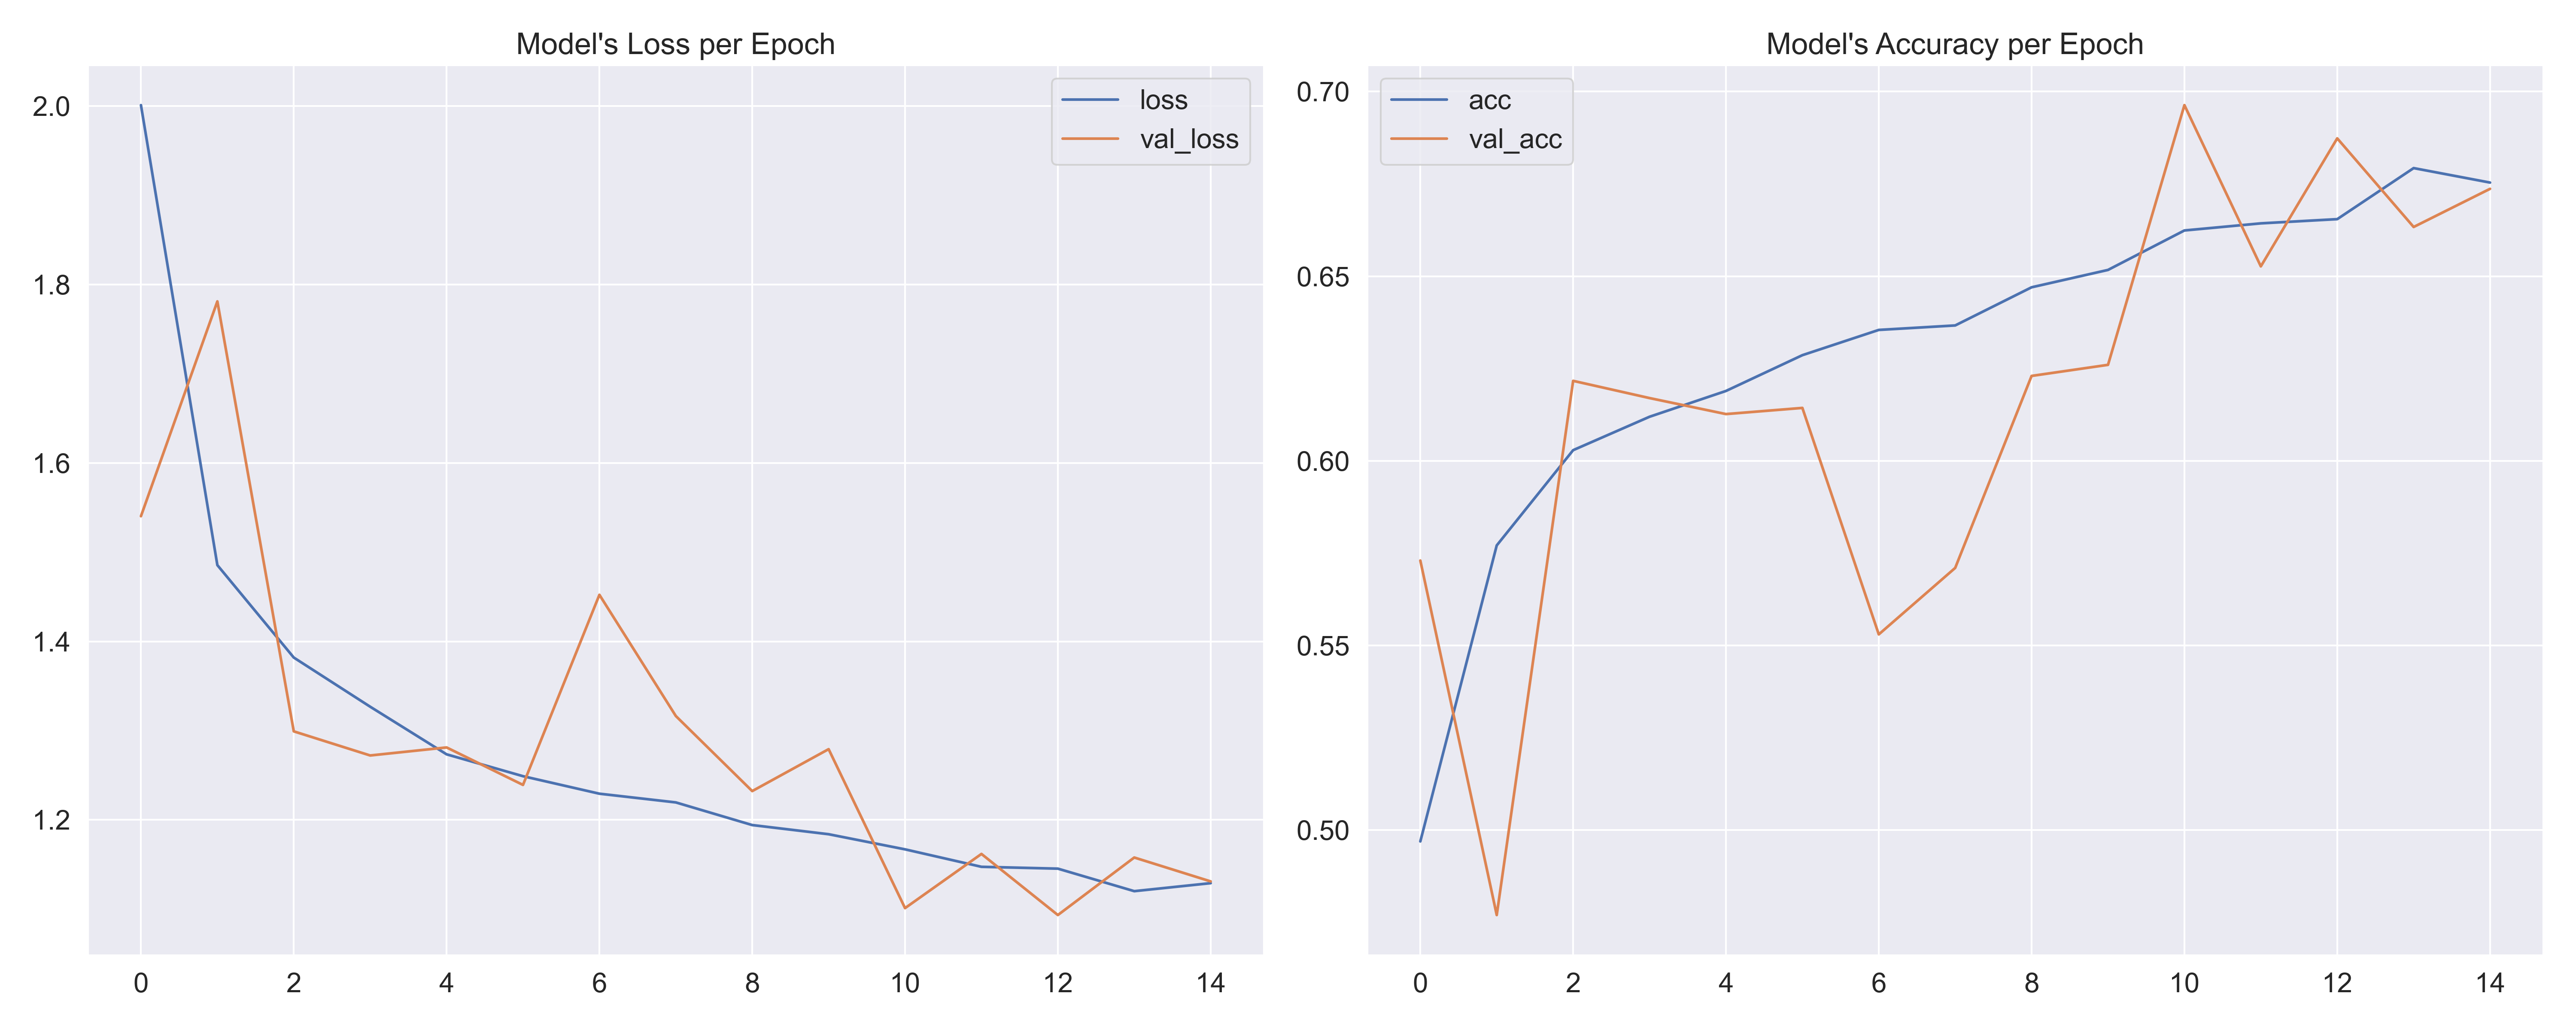 Model's Loss per Epoch
loss
val_loss
2.0
1.8
1.6
1.4
1.2
0 2 4 6 8 10 12 14
Model's Accuracy per Epoch
acc
val_acc
0.70
0.65
0.60
0.55
0.50
0 2 4 6 8 10 12 14